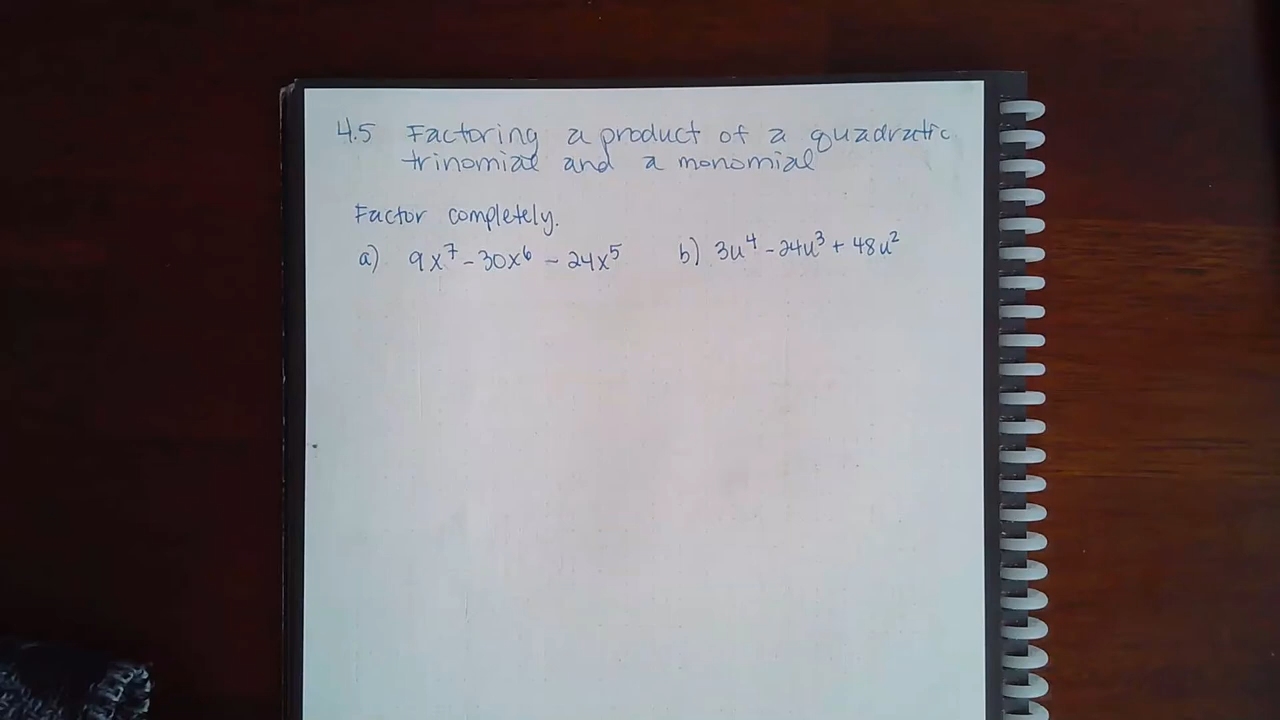 4.5 Factoring a product of a quadratic
trinomial and a monomial
Factor completely.
a) 9x⁷ - 30x⁶ - 24x⁵ b) 3u⁴ - 24u³ + 48u²